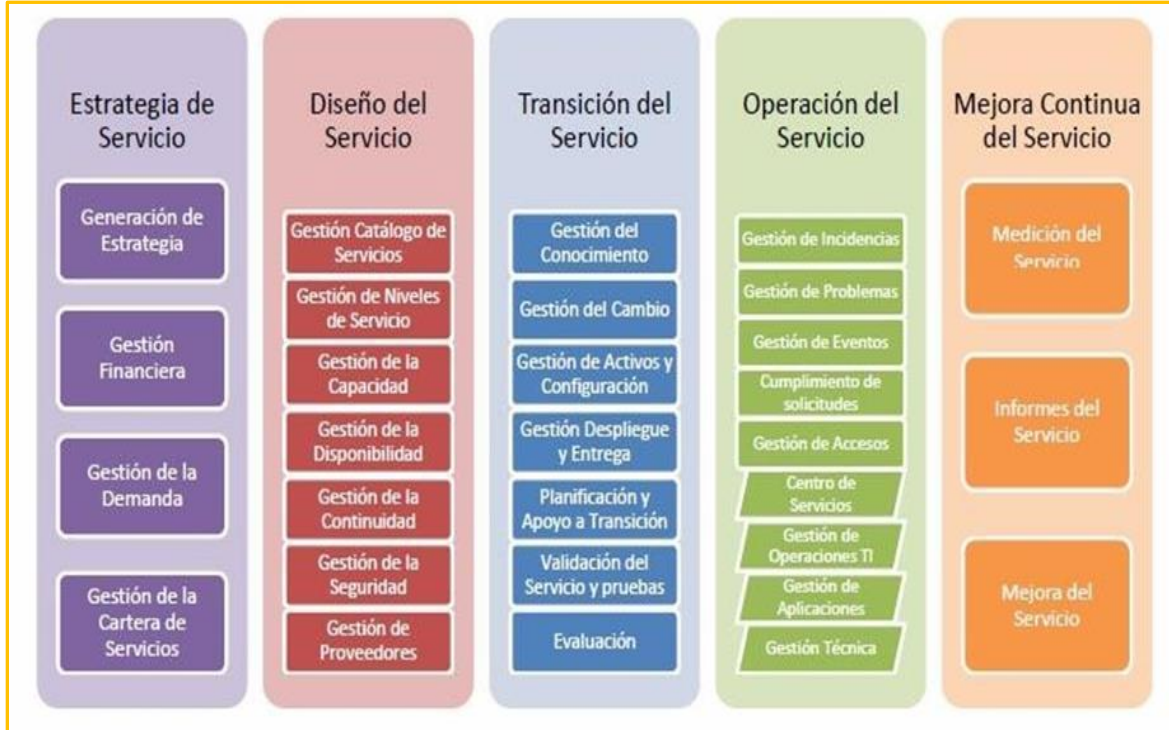 Estrategia de
Servicio
Generación de
Estrategia
Gestión
Financiera
Gestión de la
Demanda
Gestión de la
Cartera de
Servicios
Diseño del
Servicio
Gestión Catálogo de
Servicios
Gestión de Niveles
de Servicio
Gestión de la
Capacidad
Gestión de la
Disponibilidad
Gestión de la
Continuidad
Gestión de la
Seguridad
Gestión de
Proveedores
Transición del
Servicio
Gestión del
Conocimiento
Gestión del Cambio
Gestión de Activos y
Configuración
Gestión Despliegue
y Entrega
Planificación y
Apoyo a Transición
Validación del
Servicio y pruebas
Evaluación
Operación del
Servicio
Gestión de Incidencias
Gestión de Problemas
Gestión de Eventos
Cumplimiento de
solicitudes
Gestión de Accesos
Centro de
Servicios
Gestión de
Operaciones TI
Gestión de
Aplicaciones
Gestión Técnica
Mejora Continua
del Servicio
Medición del
Servicio
Informes del
Servicio
Mejora del
Servicio